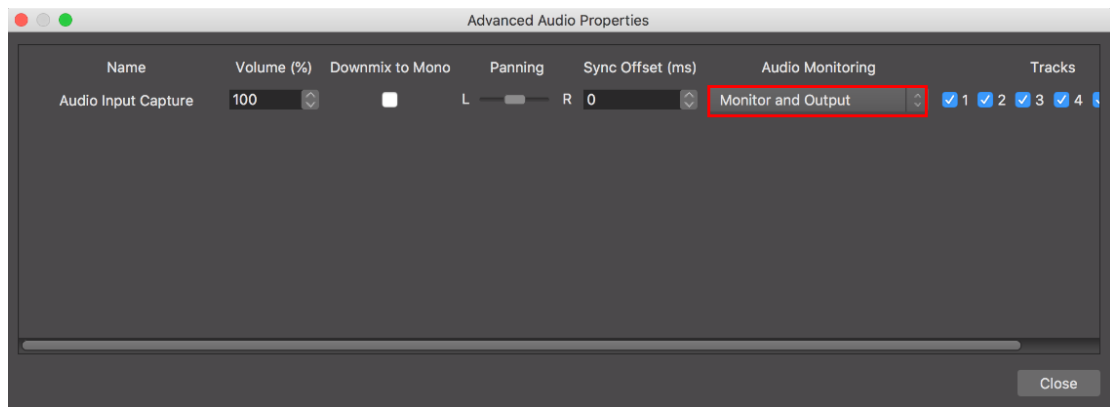 Advanced Audio Properties
Name Volume (%) Downmix to Mono Panning Sync Offset (ms) Audio Monitoring Tracks
Audio Input Capture 100 L R 0 Monitor and Output 1 2 3 4
Close